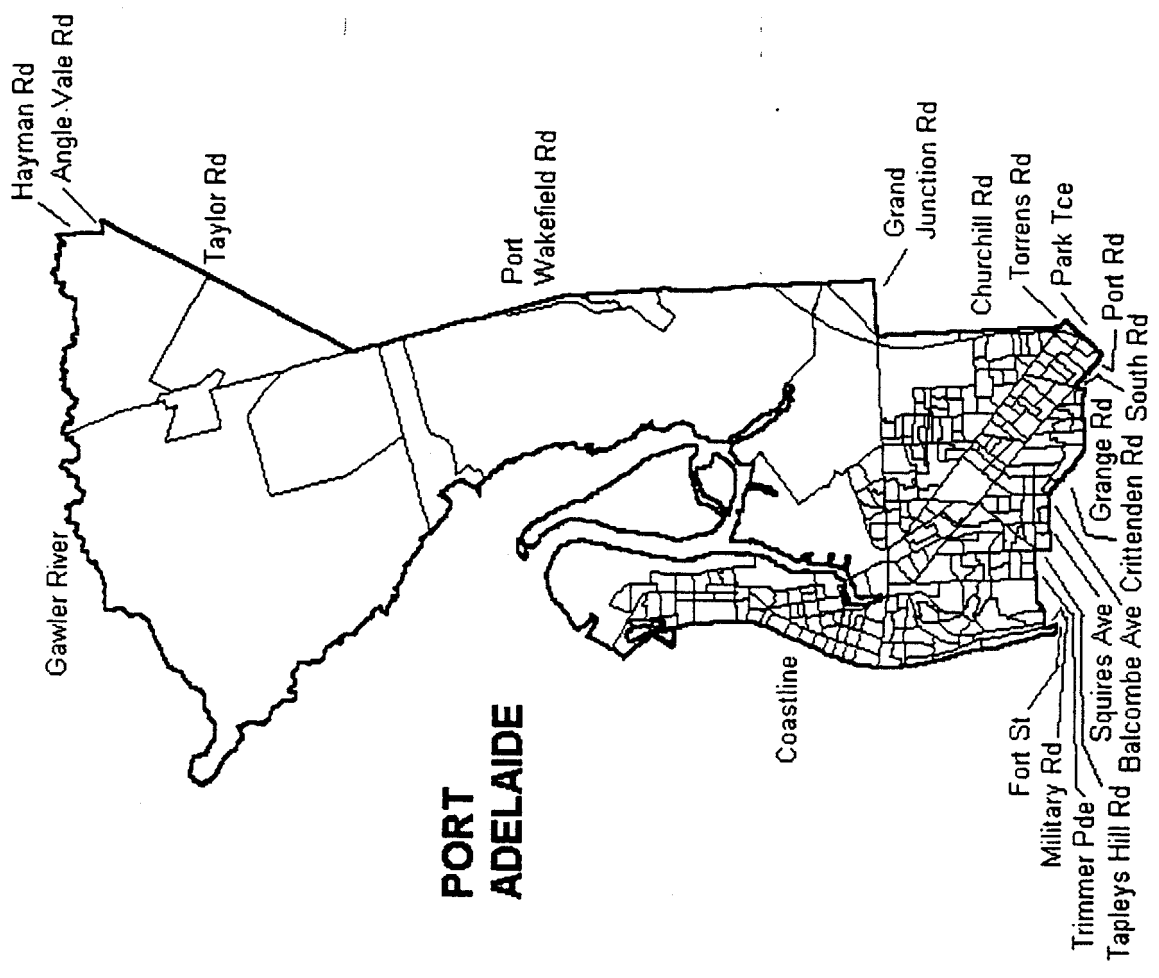 Hayman Rd
Angle-Vale Rd
Gawler River
Taylor Rd
Port
Wakefield Rd
PORT
ADELAIDE
Coastline
Grand
Junction Rd
Churchill Rd
Torrens Rd
Park Tce
Port Rd
South Rd
Grange Rd
Crittenden Rd
Fort St
Military Rd
Trimmer Pde
Tapleys Hill Rd
Squires Ave
Balcombe Ave